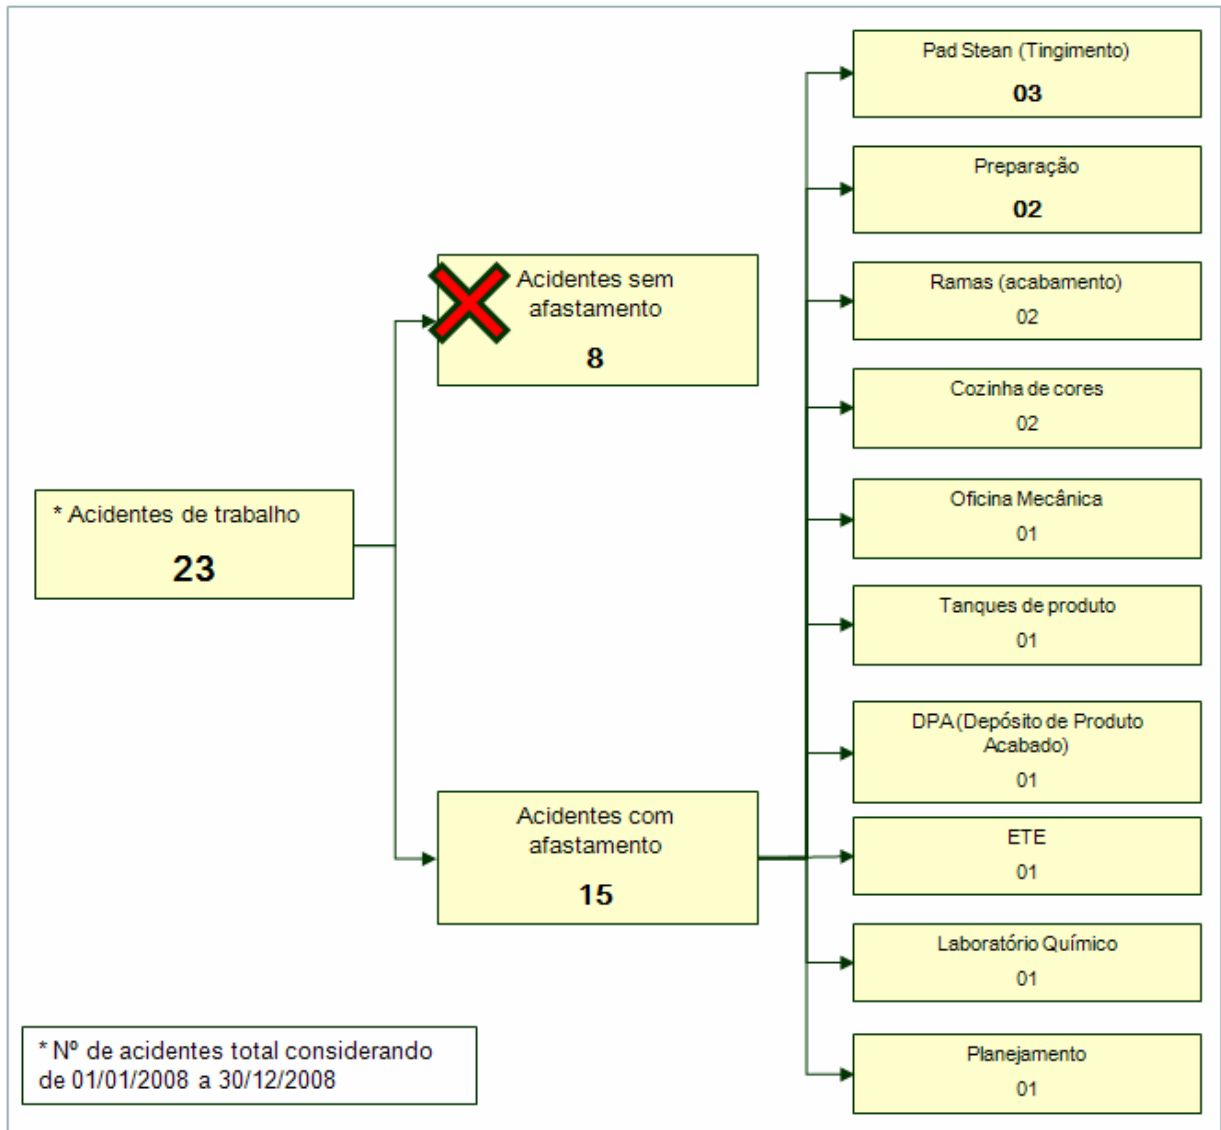 * Acidentes de trabalho
23
Acidentes sem
afastamento
8
Acidentes com
afastamento
15
Pad Stean (Tingimento)
03
Preparação
02
Ramas (acabamento)
02
Cozinha de cores
02
Oficina Mecânica
01
Tanques de produto
01
DPA (Depósito de Produto
Acabado)
01
ETE
01
Laboratório Químico
01
Planejamento
01
* Nº de acidentes total considerando
de 01/01/2008 a 30/12/2008